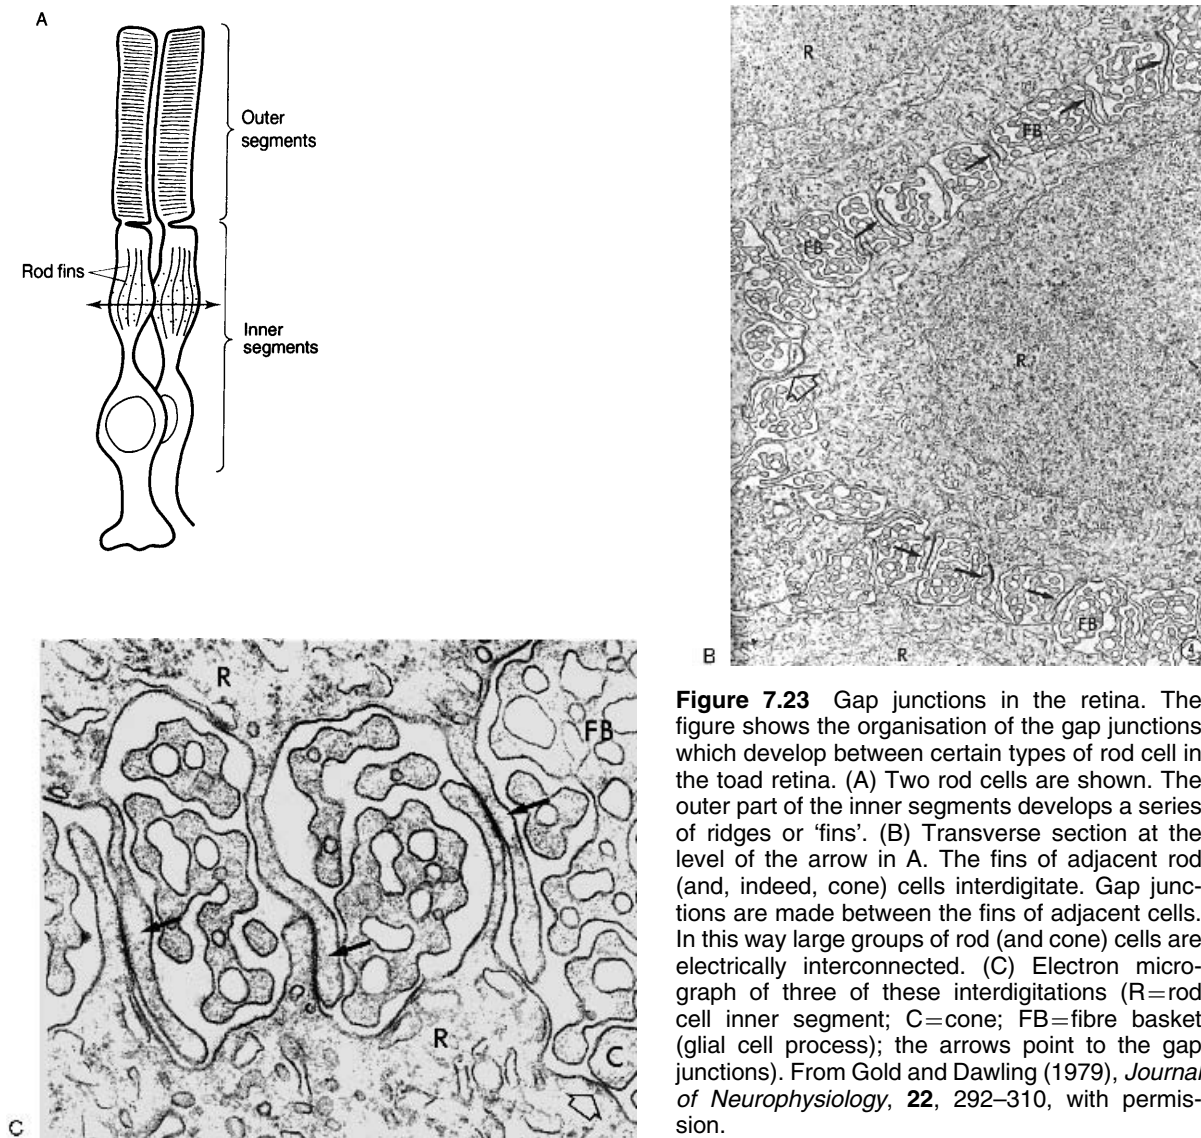 A
Outer
segments
Rod fins
Inner
segments
R
FB
FB
R
FB
R
4
B
R
FB
R
C
C
Figure 7.23 Gap junctions in the retina. The
figure shows the organisation of the gap junctions
which develop between certain types of rod cell in
the toad retina. (A) Two rod cells are shown. The
outer part of the inner segments develops a series
of ridges or ‘fins’. (B) Transverse section at the
level of the arrow in A. The fins of adjacent rod
(and, indeed, cone) cells interdigitate. Gap junc-
tions are made between the fins of adjacent cells.
In this way large groups of rod (and cone) cells are
electrically interconnected. (C) Electron micro-
graph of three of these interdigitations (R=rod
cell inner segment; C=cone; FB=fibre basket
(glial cell process); the arrows point to the gap
junctions). From Gold and Dawling (1979), Journal
of Neurophysiology, 22, 292–310, with permis-
sion.